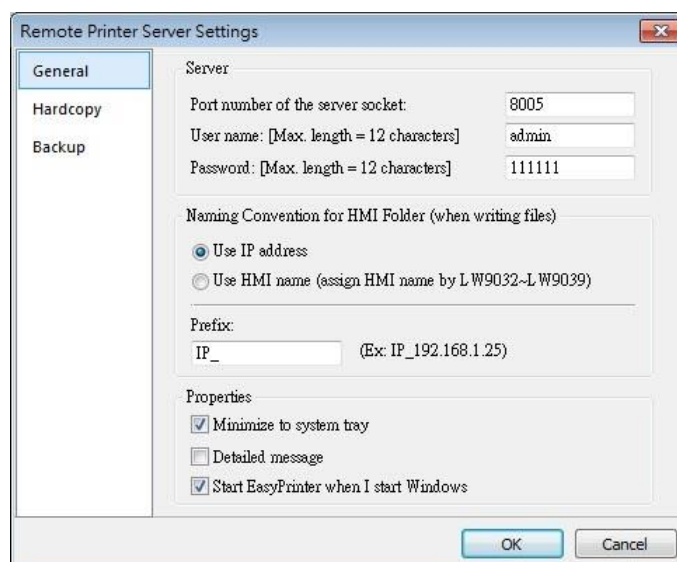 Remote Printer Server Settings
General
Hardcopy
Backup
Server
Port number of the server socket: 8005
User name: [Max. length = 12 characters] admin
Password: [Max. length = 12 characters] 111111
Naming Convention for HMI Folder (when writing files)
Use IP address
Use HMI name (assign HMI name by LW9032~LW9039)
Prefix:
IP_ (Ex: IP_192.168.1.25)
Properties
Minimize to system tray
Detailed message
Start EasyPrinter when I start Windows
OK Cancel